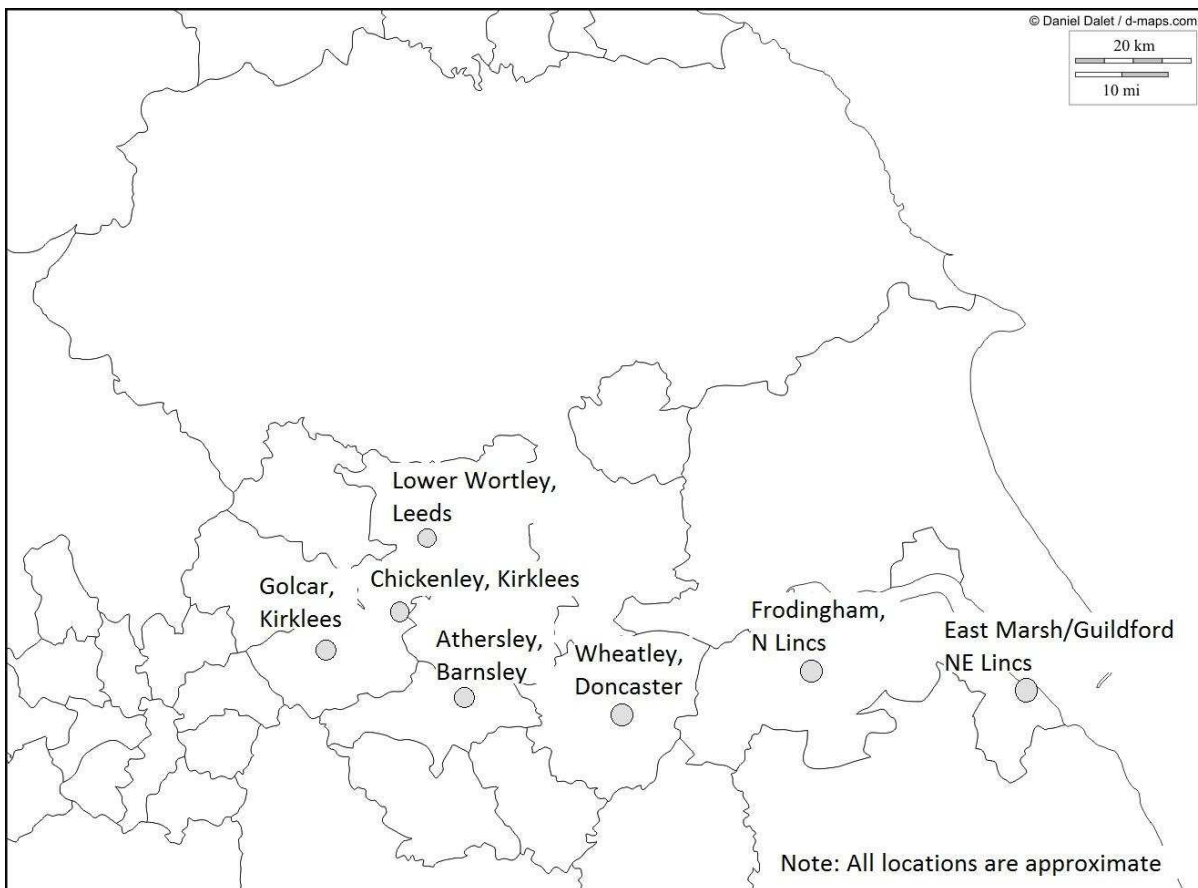 © Daniel Dalet / d-maps.com
20 km
10 mi
Lower Wortley,
Leeds
Chickenley, Kirklees
Golcar,
Kirklees
Athersley,
Barnsley
Wheatley,
Doncaster
Frodingham,
N Lincs
East Marsh/Guildford
NE Lincs
Note: All locations are approximate